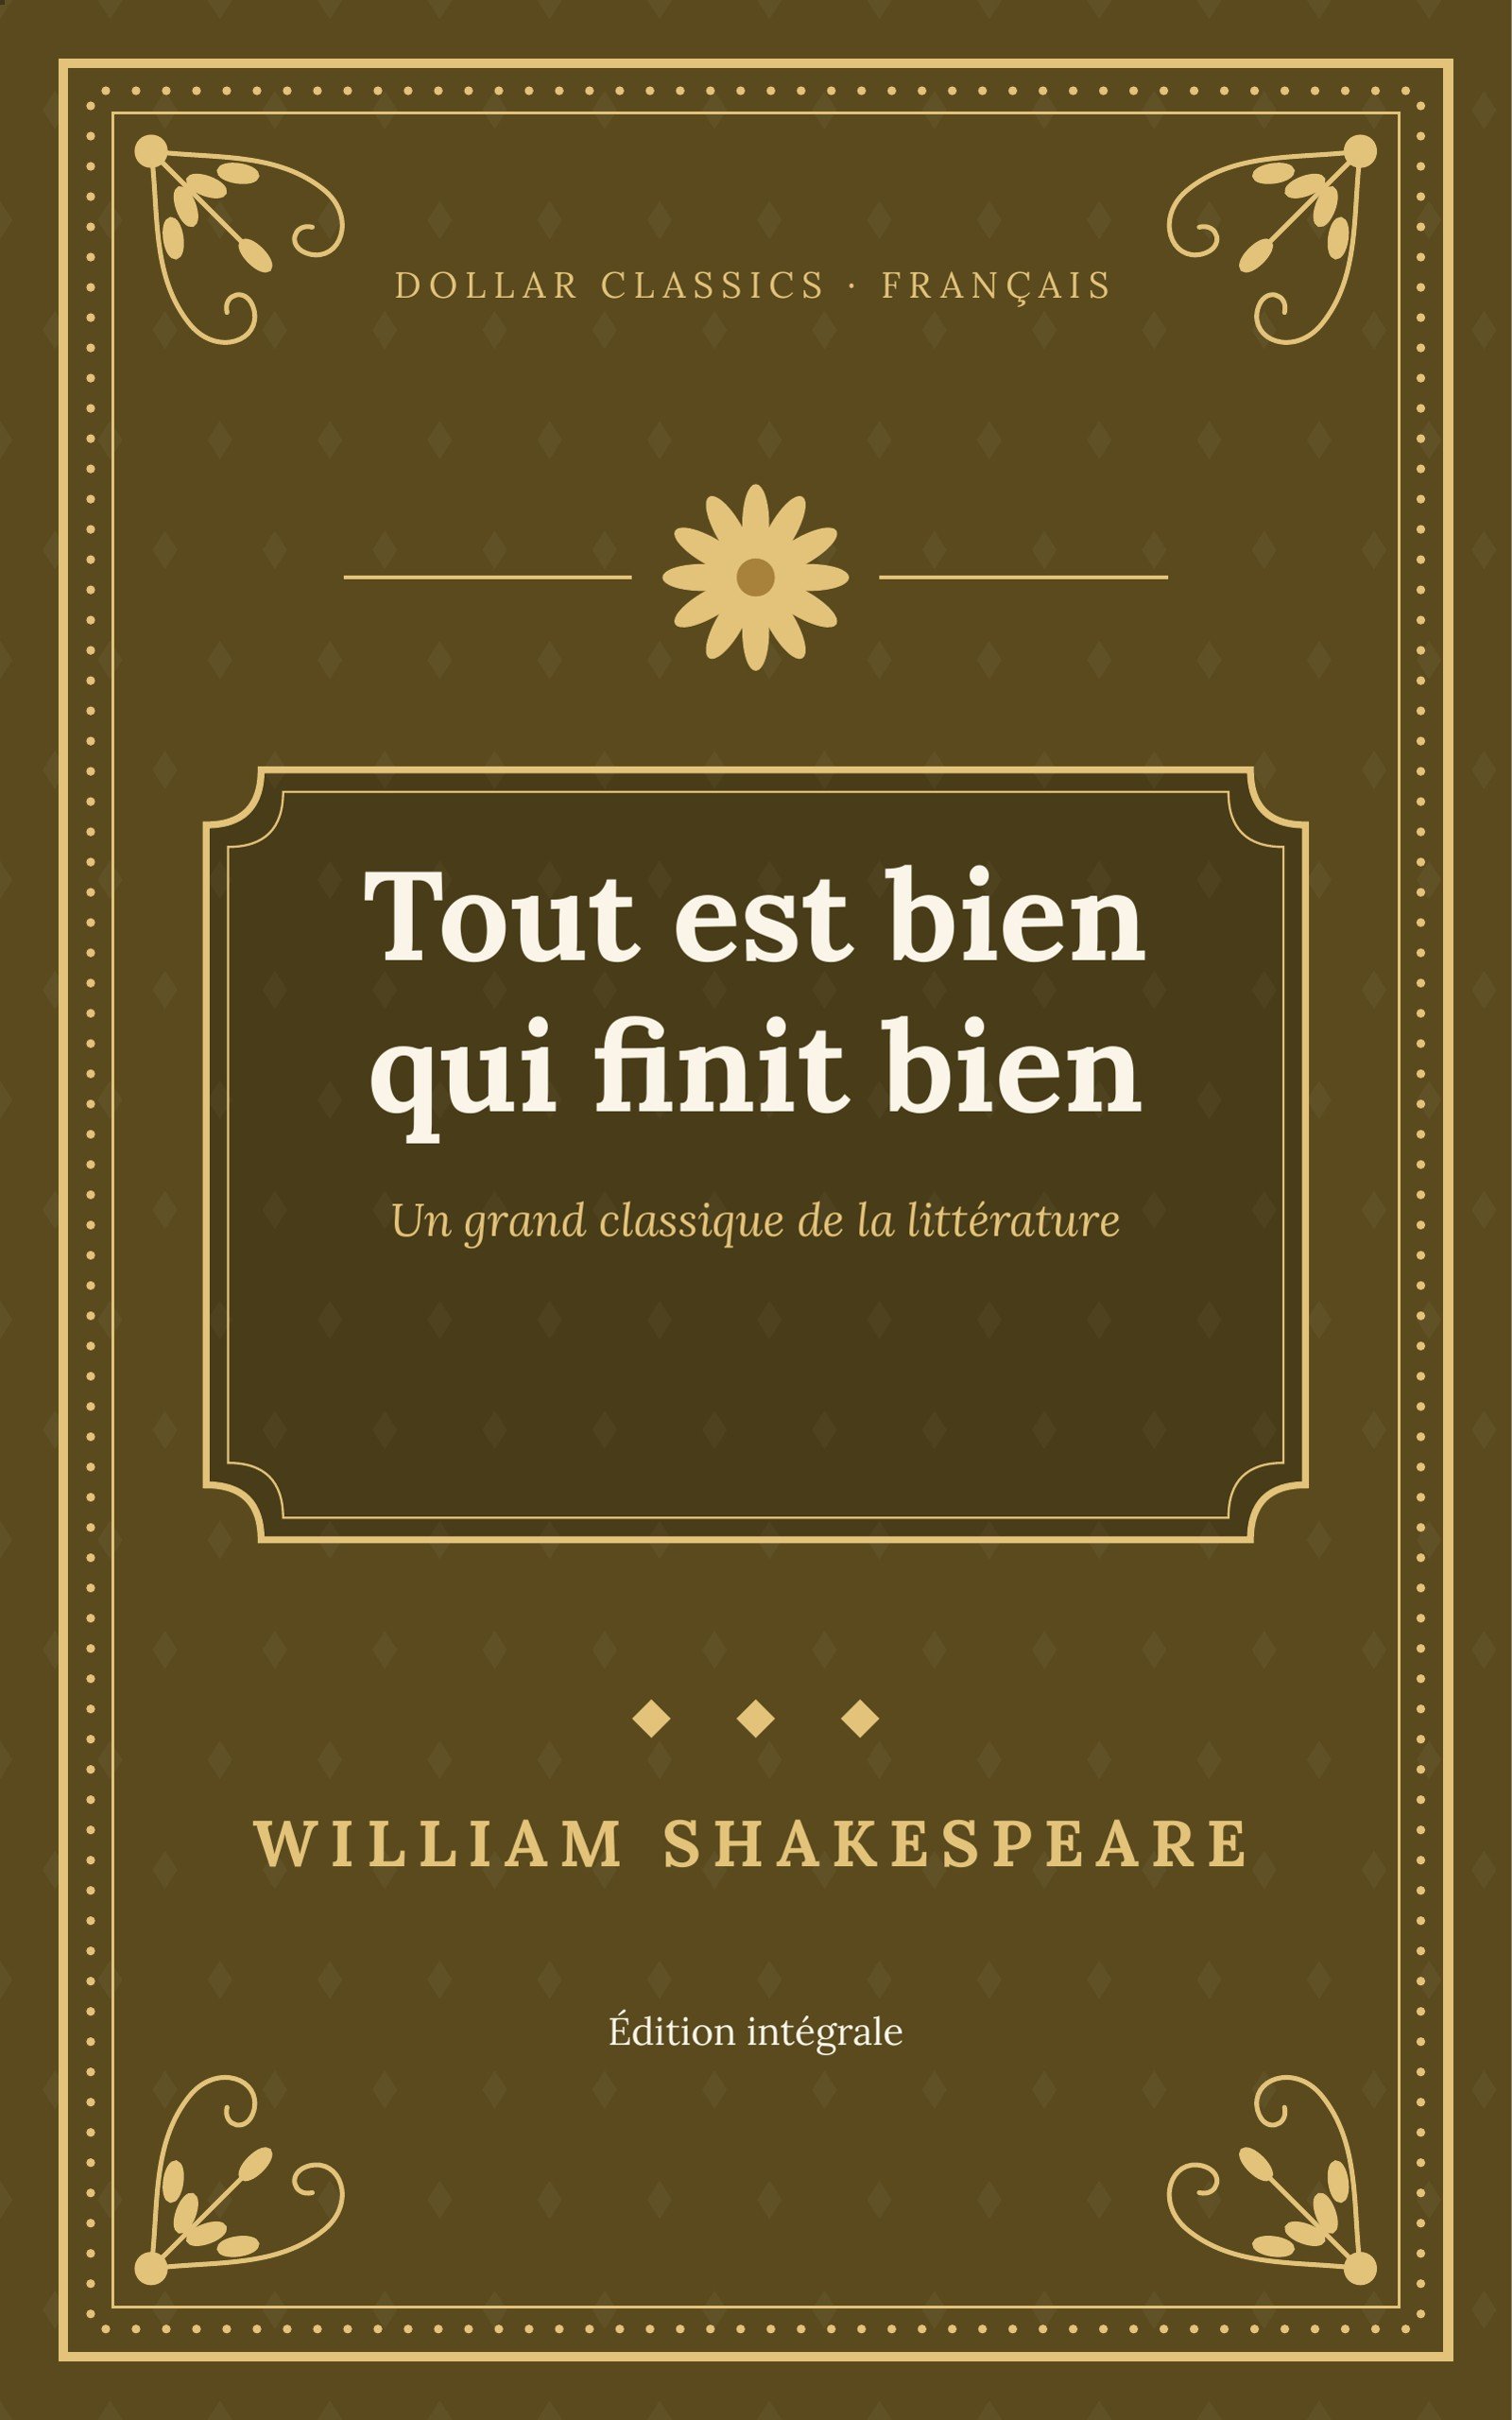 DOLLAR CLASSICS · FRANÇAIS
Tout est bien
qui finit bien
Un grand classique de la littérature
WILLIAM SHAKESPEARE
Édition intégrale